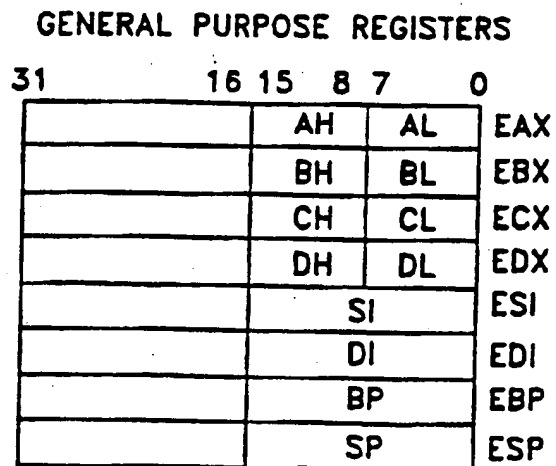 GENERAL PURPOSE REGISTERS
31 16 15 8 7 0
AH AL EAX
BH BL EBX
CH CL ECX
DH DL EDX
SI ESI
DI EDI
BP EBP
SP ESP